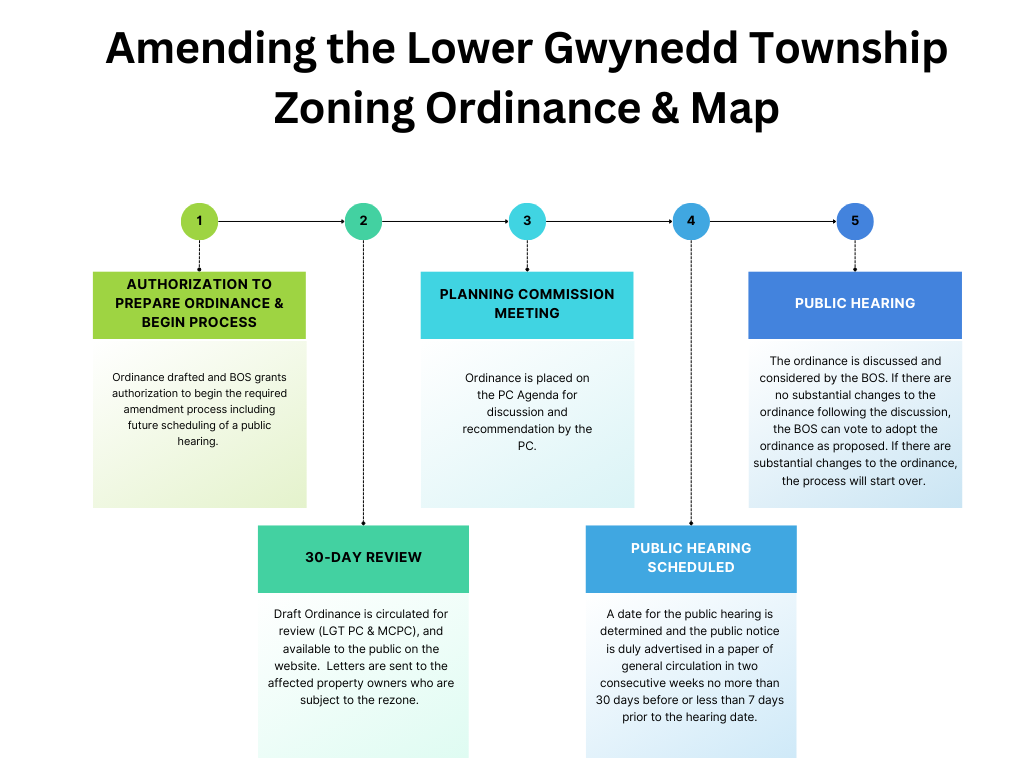 Amending the Lower Gwynedd Township
Zoning Ordinance & Map
1
2
3
4
5
AUTHORIZATION TO
PREPARE ORDINANCE &
BEGIN PROCESS
Ordinance drafted and BOS grants
authorization to begin the required
amendment process including
future scheduling of a public
hearing.
30-DAY REVIEW
Draft Ordinance is circulated for
review (LGT PC & MCPC), and
available to the public on the
website.  Letters are sent to the
affected property owners who are
subject to the rezone.
PLANNING COMMISSION
MEETING
Ordinance is placed on
the PC Agenda for
discussion and
recommendation by the
PC.
PUBLIC HEARING
SCHEDULED
A date for the public hearing is
determined and the public notice
is duly advertised in a paper of
general circulation in two
consecutive weeks no more than
30 days before or less than 7 days
prior to the hearing date.
PUBLIC HEARING
The ordinance is discussed and
considered by the BOS. If there are
no substantial changes to the
ordinance following the discussion,
the BOS can vote to adopt the
ordinance as proposed. If there are
substantial changes to the ordinance,
the process will start over.